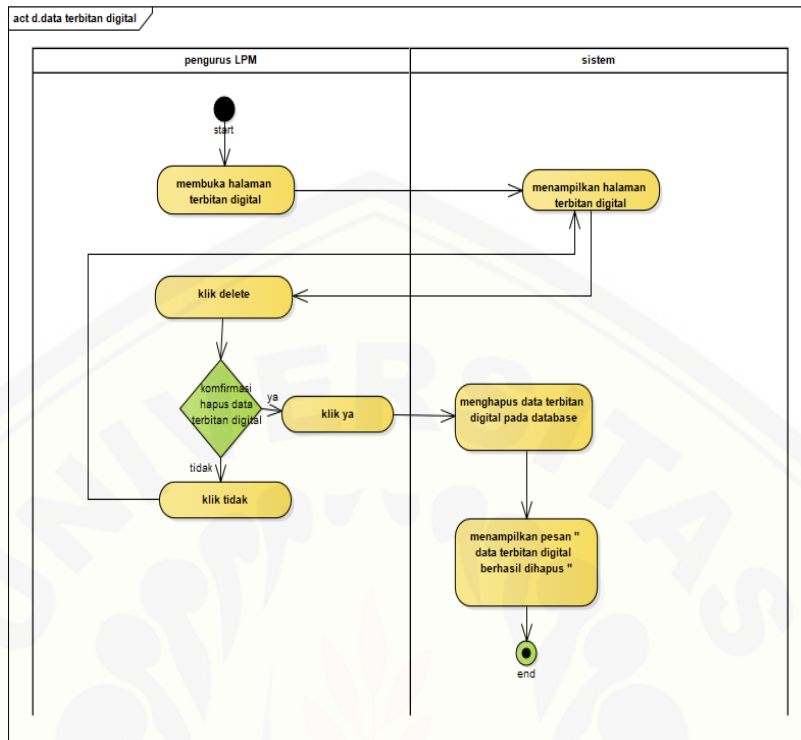 act d.data terbitan digital
pengurus LPM
sistem
start
membuka halaman
terbitan digital
menampilkan halaman
terbitan digital
klik delete
komfirmasi
hapus data
terbitan digital
ya
klik ya
menghapus data terbitan
digital pada database
tidak
klik tidak
menampilkan pesan "
data terbitan digital
berhasil dihapus "
end
UNIVERSITAS